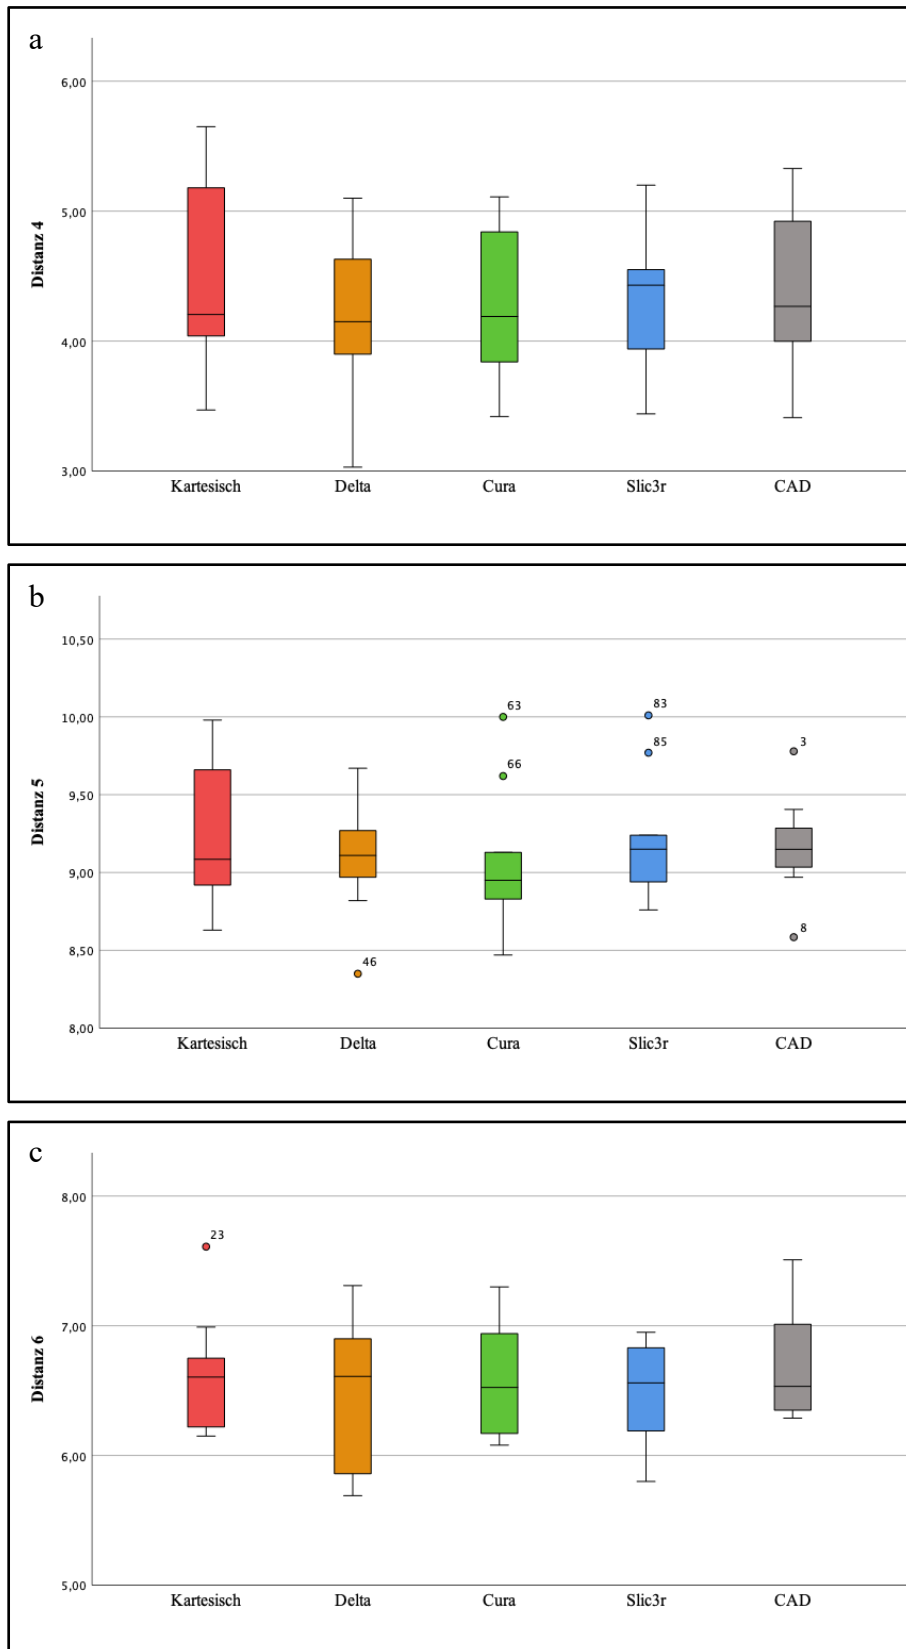 a
6,00
5,00
Distanz 4
4,00
3,00
Kartesisch Delta Cura Slic3r CAD
b
10,50
63 83
10,00
3
85
66
9,50
Distanz 5
9,00
8
8,50
46
8,00
Kartesisch Delta Cura Slic3r CAD
c
8,00
23
7,00
Distanz 6
6,00
5,00
Kartesisch Delta Cura Slic3r CAD